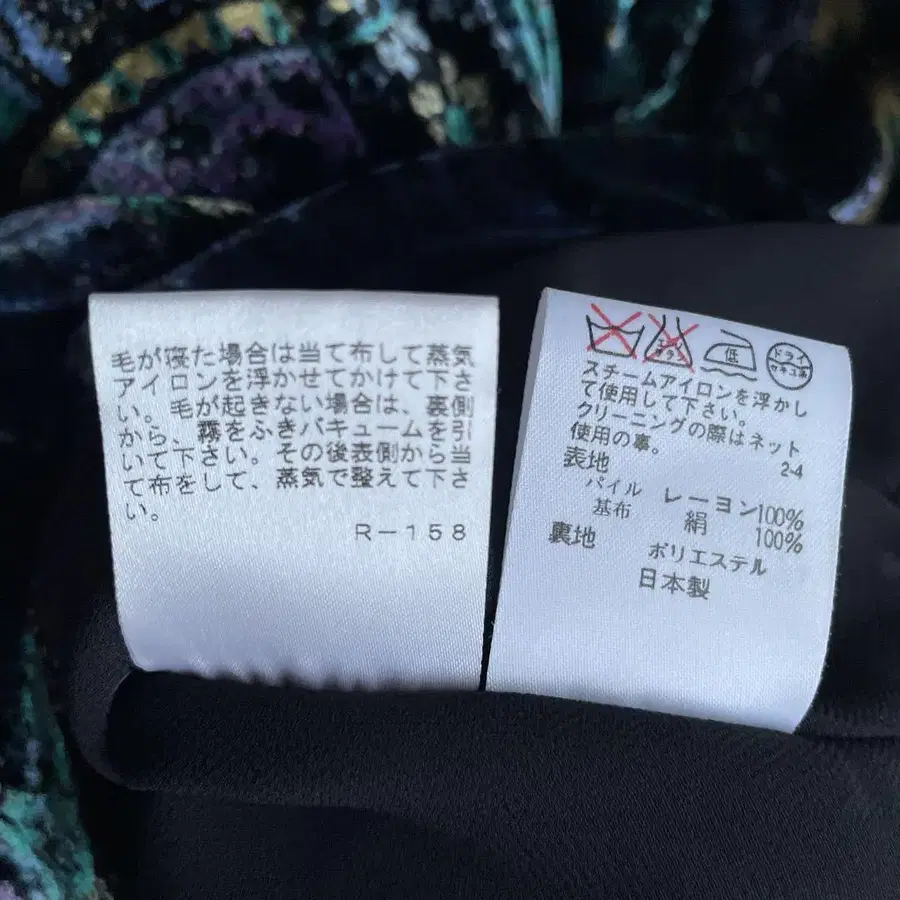 毛が寝た場合は当て布して蒸気
アイロンを浮かせてかけて下さ
い。毛が起きない場合は、裏側
から、霧をふきバキュームを引
いて下さい。その後表側から当
て布をして、蒸気で整えて下さ
い。
R-158
エンソ
サラシ
低
ドライ
セキユ系
スチームアイロンを浮かし
て使用して下さい。
クリーニングの際はネット
使用の事。
2-4
表地
パイル レーヨン100%
基布 絹 100%
裏地 ポリエステル
日本製